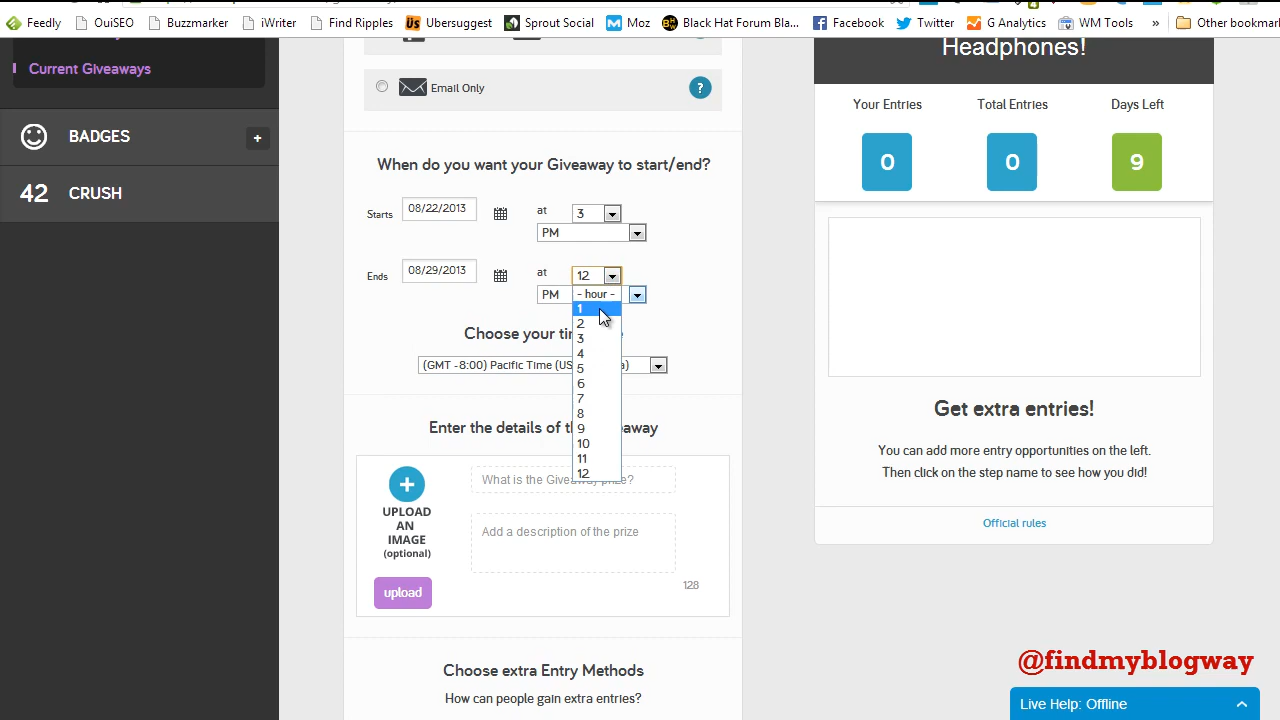 Feedly OuiSEO Buzzmarker iWriter Find Ripples Ubersuggest Sprout Social Moz Black Hat Forum Bla... Facebook Twitter G Analytics WM Tools » Other bookmar
Current Giveaways
BADGES +
42 CRUSH
Email Only ?
When do you want your Giveaway to start/end?
Starts 08/22/2013 at 3
PM
Ends 08/29/2013 at 12
PM
- hour -
1
2
3
4
5
6
7
8
9
10
11
12
Choose your ti
(GMT -8:00) Pacific Time (US a)
Enter the details of th eaway
+
UPLOAD
AN
IMAGE
(optional)
upload
What is the Giveaway prize?
Add a description of the prize
128
Choose extra Entry Methods
How can people gain extra entries?
Headphones!
Your Entries Total Entries Days Left
0 0 9
Get extra entries!
You can add more entry opportunities on the left.
Then click on the step name to see how you did!
Official rules
@findmyblogway
Live Help: Offline